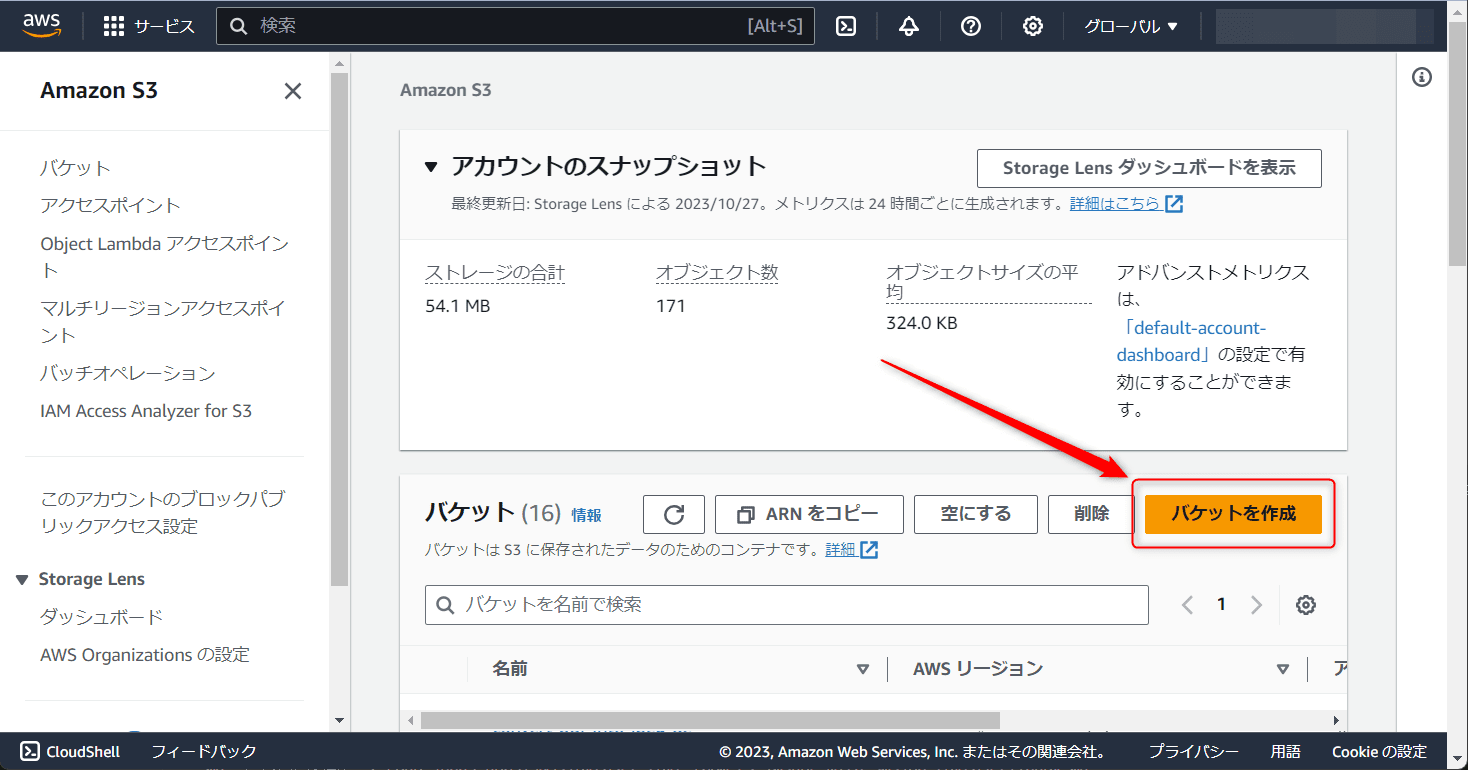 aws
サービス
検索
[Alt+S]
グローバル
Amazon S3
バケット
アクセスポイント
Object Lambda アクセスポイン
ト
マルチリージョンアクセスポイ
ント
バッチオペレーション
IAM Access Analyzer for S3
このアカウントのブロックパブ
リックアクセス設定
Storage Lens
ダッシュボード
AWS Organizations の設定
Amazon S3
アカウントのスナップショット
Storage Lens ダッシュボードを表示
最終更新日: Storage Lens による 2023/10/27。メトリクスは 24 時間ごとに生成されます。詳細はこちら
ストレージの合計
54.1 MB
オブジェクト数
171
オブジェクトサイズの平
均
324.0 KB
アドバンストメトリクス
は、
「default-account-
dashboard」の設定で有
効にすることができま
す。
バケット (16) 情報
ARN をコピー
空にする
削除
バケットを作成
バケットは S3 に保存されたデータのためのコンテナです。詳細
バケットを名前で検索
1
名前
AWS リージョン
CloudShell
フィードバック
© 2023, Amazon Web Services, Inc. またはその関連会社。
プライバシー
用語
Cookie の設定